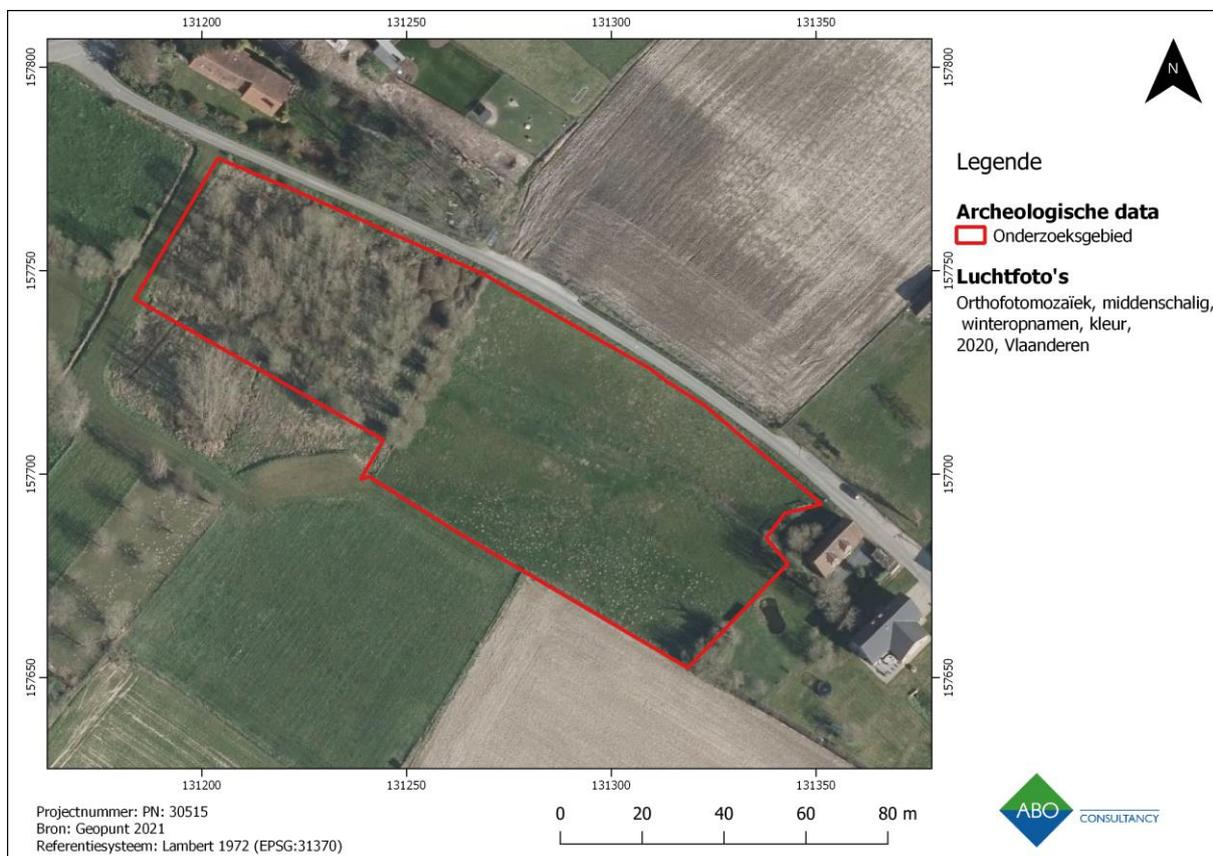 131200 131250 131300 131350
157800 157800
157750 157750
157700 157700
157650 157650
131200 131250 131300 131350
N
Legende
Archeologische data
Onderzoeksgebied
Luchtfoto's
Orthofotomozaïek, middenschalig,
winteropnamen, kleur,
2020, Vlaanderen
Projectnummer: PN: 30515
Bron: Geopunt 2021
Referentiesysteem: Lambert 1972 (EPSG:31370)
0 20 40 60 80 m
ABO
CONSULTANCY